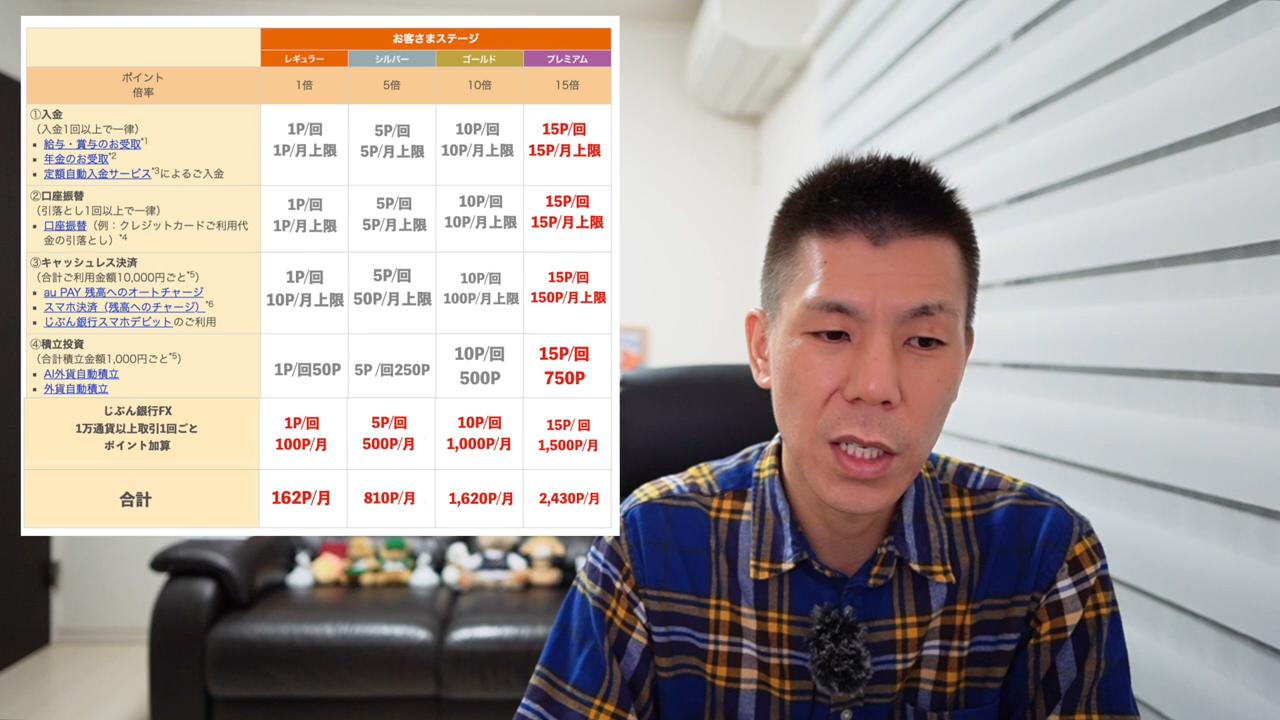 お客さまステージ
レギュラー シルバー ゴールド プレミアム
ポイント
倍率
1倍 5倍 10倍 15倍
①入金
（入金1回以上で一律）
▪ 給与・賞与のお受取*1
▪ 年金のお受取*2
▪ 定額自動入金サービス*3によるご入金
1P/回 5P/回 10P/回 15P/回
1P/月上限 5P/月上限 10P/月上限 15P/月上限
②口座振替
（引落とし1回以上で一律）
▪ 口座振替（例：クレジットカードご利用代
金の引落とし）*4
1P/回 5P/回 10P/回 15P/回
1P/月上限 5P/月上限 10P/月上限 15P/月上限
③キャッシュレス決済
（合計ご利用金額10,000円ごと*5）
▪ au PAY 残高へのオートチャージ
▪ スマホ決済（残高へのチャージ）*6
▪ じぶん銀行スマホデビットのご利用
1P/回 5P/回 10P/回 15P/回
10P/月上限 50P/月上限 100P/月上限 150P/月上限
④積立投資
（合計積立金額1,000円ごと*5）
▪ AI外貨自動積立
▪ 外貨自動積立
1P/回50P 5P/回250P 10P/回 15P/回
500P 750P
じぶん銀行FX
1万通貨以上取引1回ごと
ポイント加算
1P/回 5P/回 10P/回 15P/回
100P/月 500P/月 1,000P/月 1,500P/月
合計 162P/月 810P/月 1,620P/月 2,430P/月